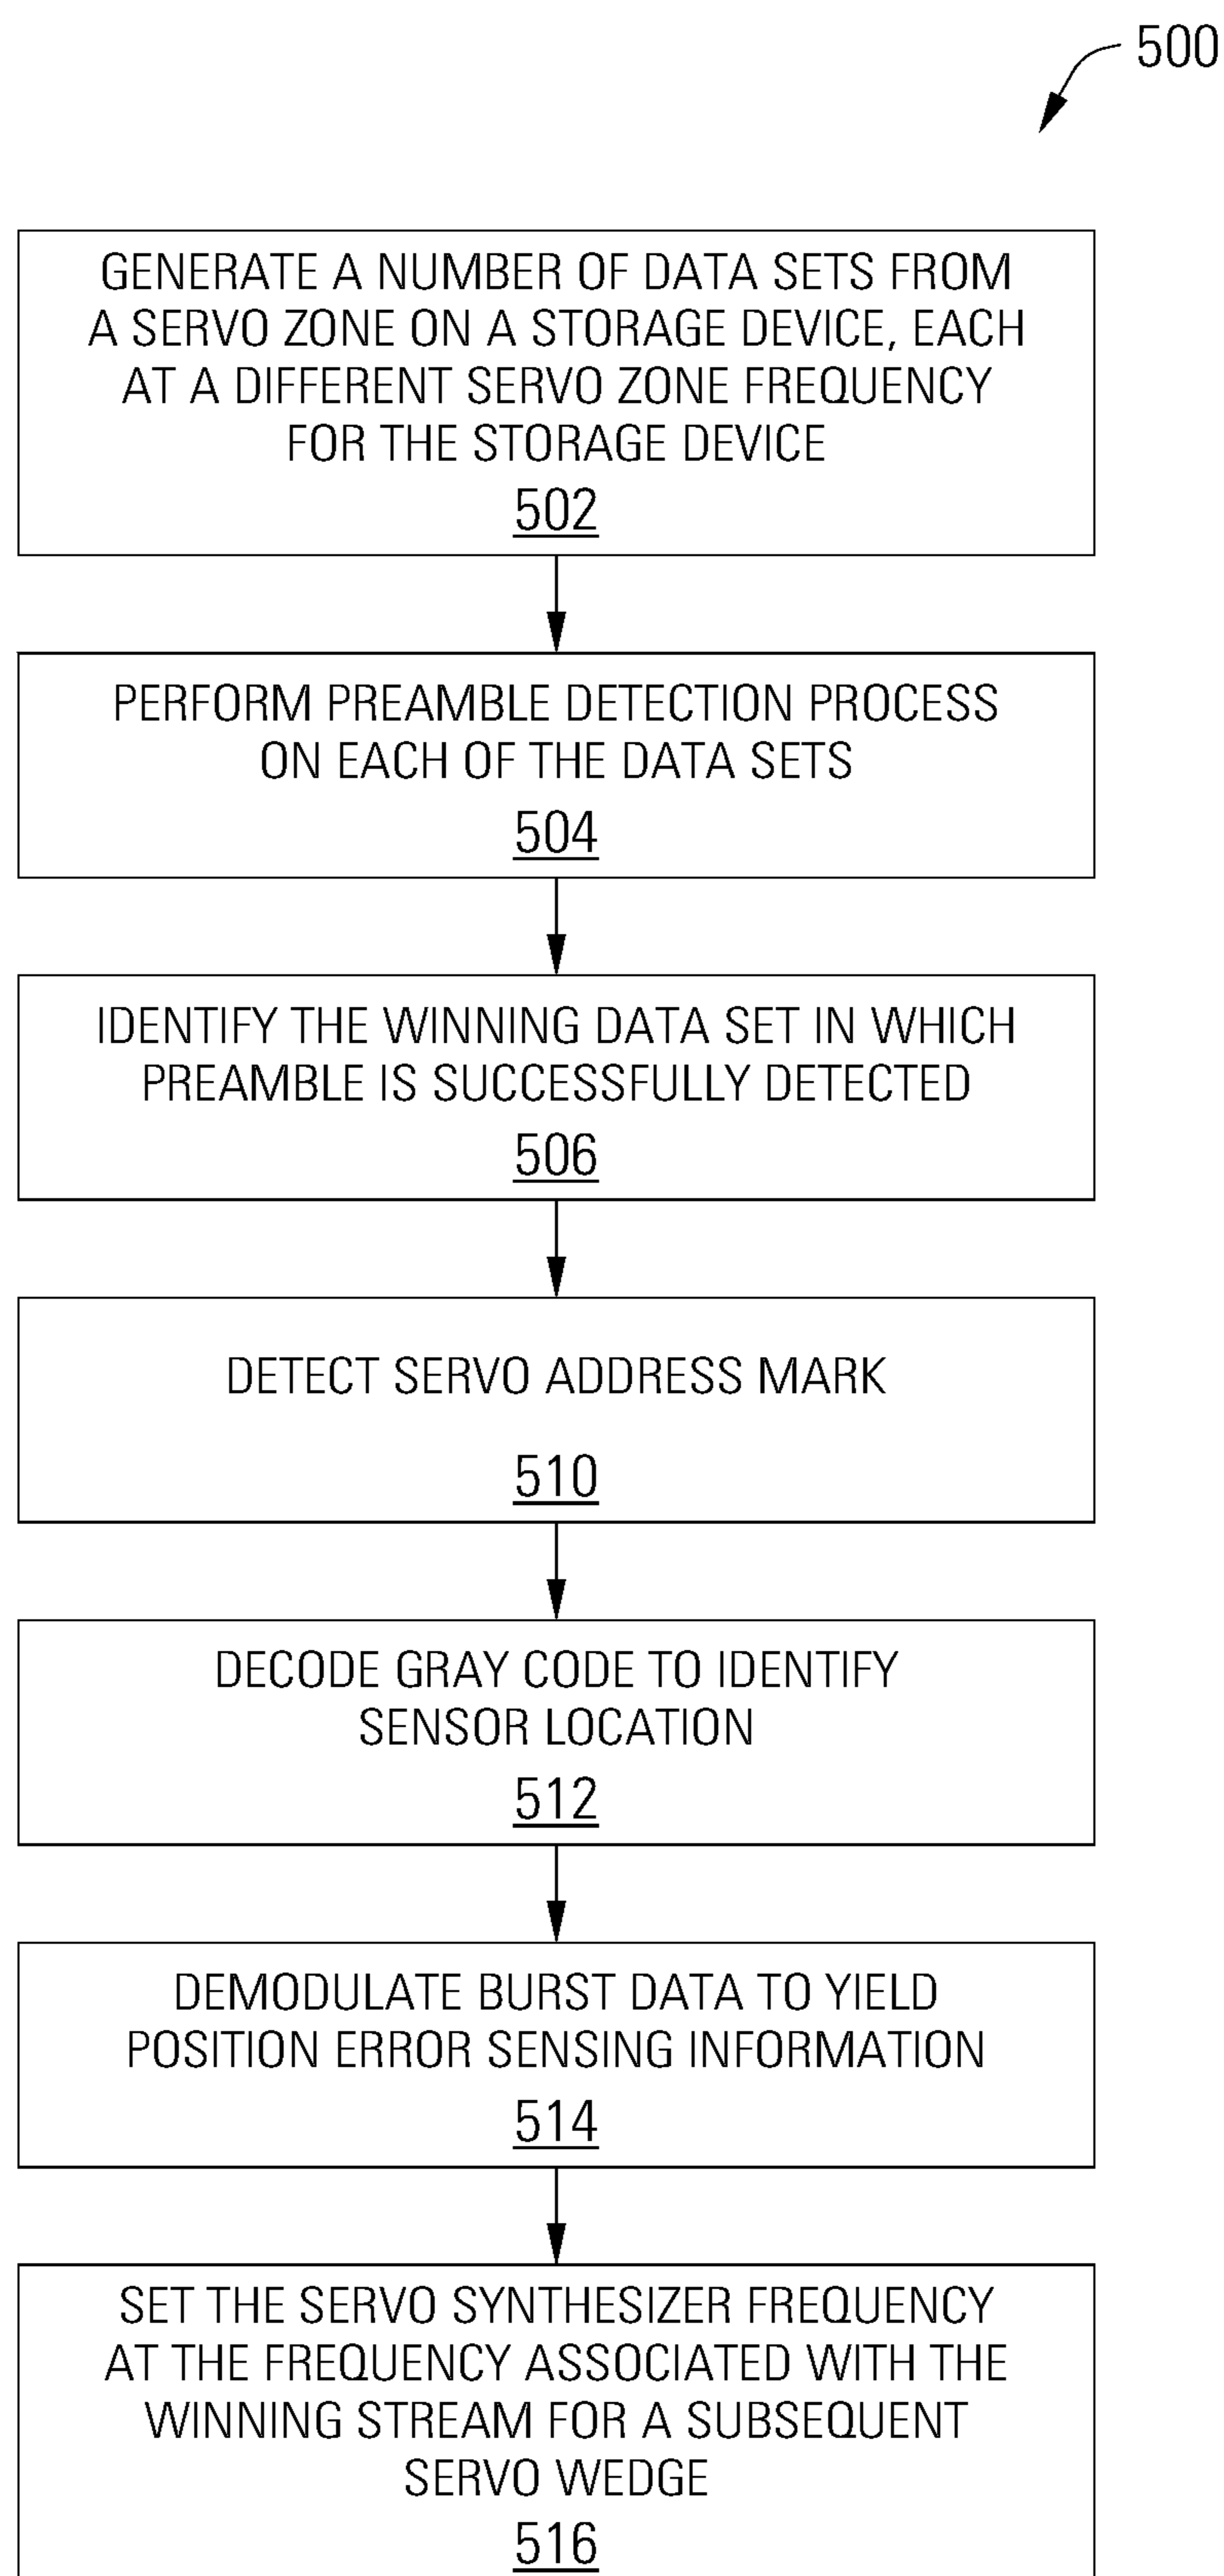 500
GENERATE A NUMBER OF DATA SETS FROM
A SERVO ZONE ON A STORAGE DEVICE, EACH
AT A DIFFERENT SERVO ZONE FREQUENCY
FOR THE STORAGE DEVICE
502
PERFORM PREAMBLE DETECTION PROCESS
ON EACH OF THE DATA SETS
504
IDENTIFY THE WINNING DATA SET IN WHICH
PREAMBLE IS SUCCESSFULLY DETECTED
506
DETECT SERVO ADDRESS MARK
510
DECODE GRAY CODE TO IDENTIFY
SENSOR LOCATION
512
DEMODULATE BURST DATA TO YIELD
POSITION ERROR SENSING INFORMATION
514
SET THE SERVO SYNTHESIZER FREQUENCY
AT THE FREQUENCY ASSOCIATED WITH THE
WINNING STREAM FOR A SUBSEQUENT
SERVO WEDGE
516